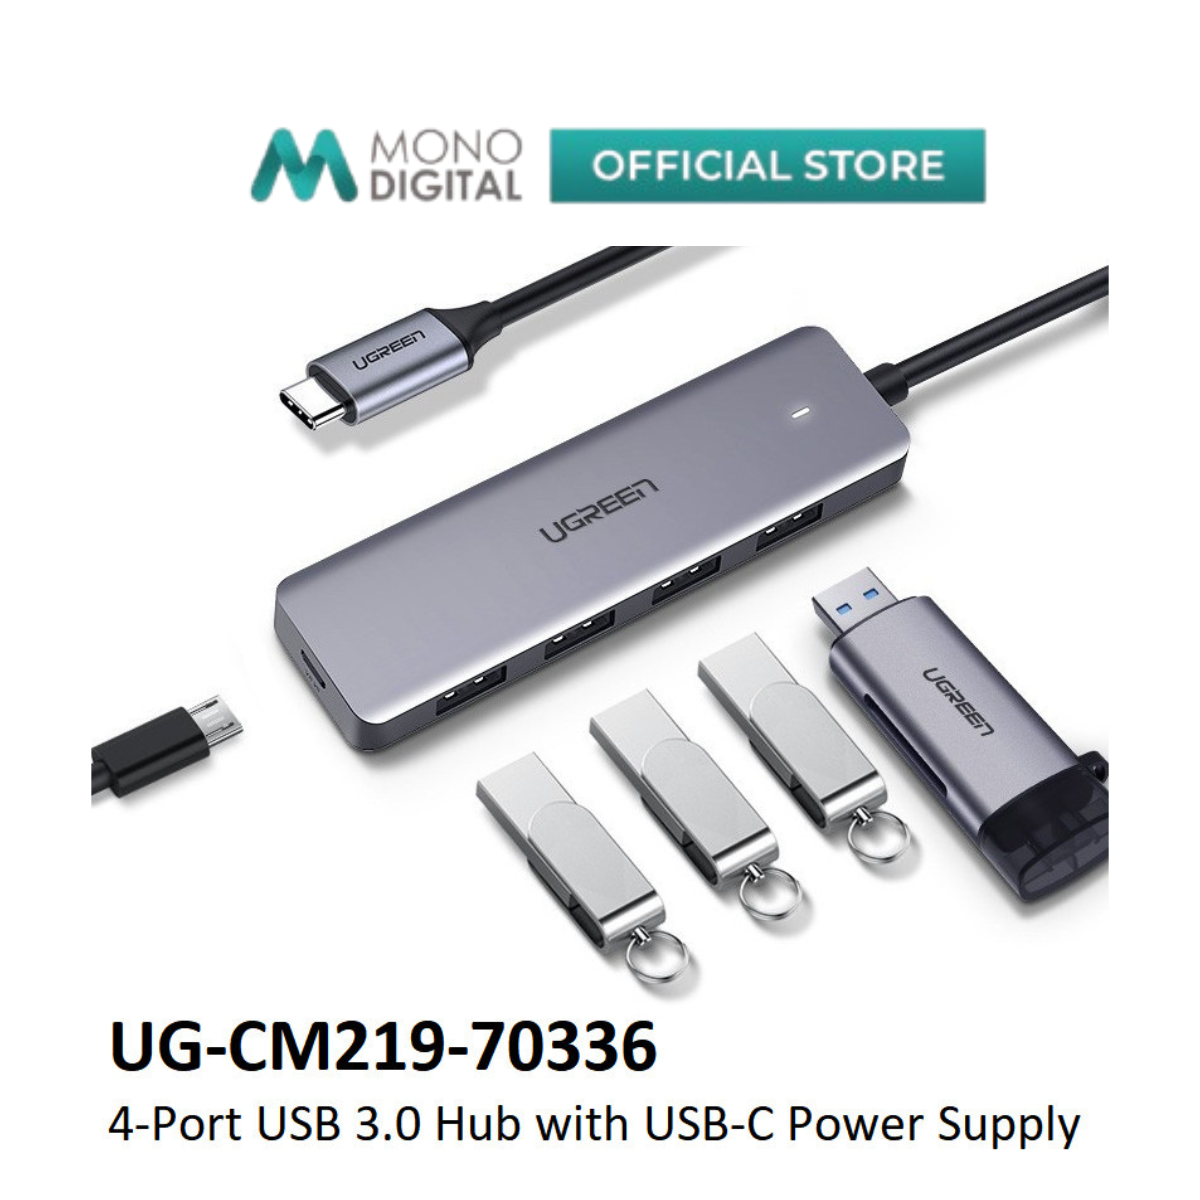 MONO
DIGITAL
OFFICIAL STORE
UGREEN
UGREEN
UGREEN
UG-CM219-70336
4-Port USB 3.0 Hub with USB-C Power Supply